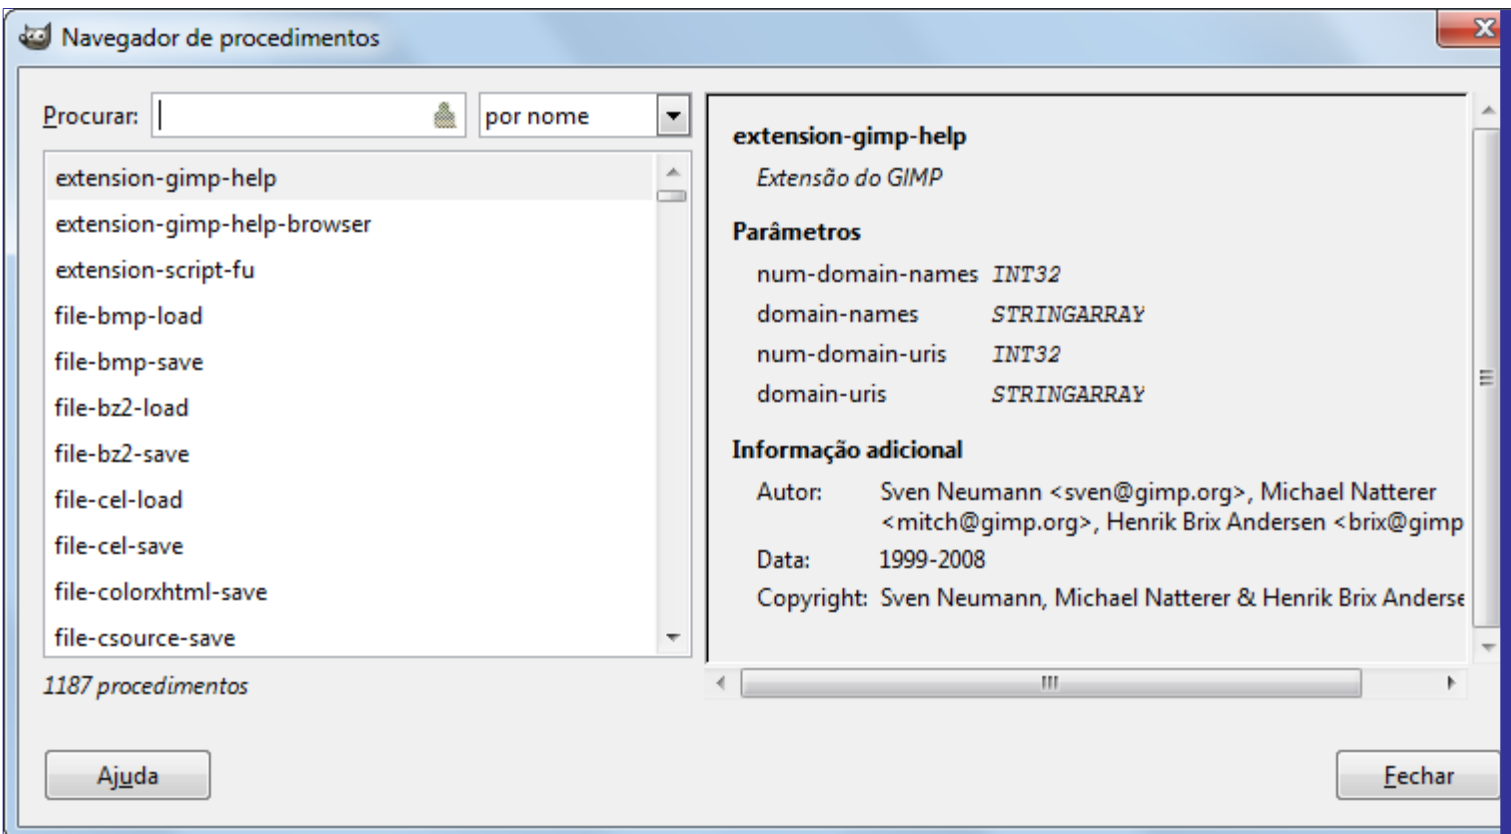 Navegador de procedimentos
Procurar:
por nome
extension-gimp-help
extension-gimp-help-browser
extension-script-fu
file-bmp-load
file-bmp-save
file-bz2-load
file-bz2-save
file-cel-load
file-cel-save
file-colorxhtml-save
file-csource-save
1187 procedimentos
Ajuda
extension-gimp-help
Extensão do GIMP
Parâmetros
num-domain-names INT32
domain-names STRINGARRAY
num-domain-uris INT32
domain-uris STRINGARRAY
Informação adicional
Autor: Sven Neumann <sven@gimp.org>, Michael Natterer
<mitch@gimp.org>, Henrik Brix Andersen <brix@gimp
Data: 1999-2008
Copyright: Sven Neumann, Michael Natterer & Henrik Brix Anderse
Fechar